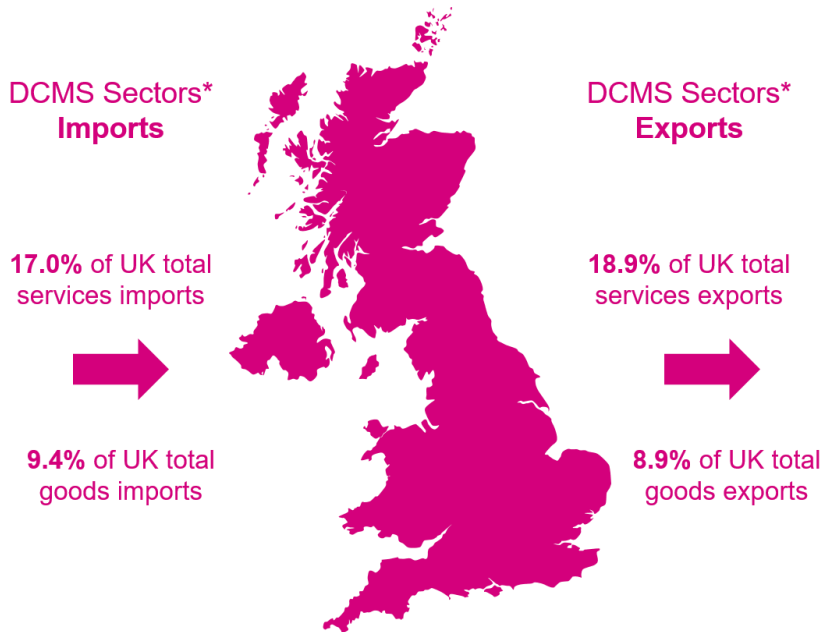 DCMS Sectors*
Imports
17.0% of UK total
services imports
9.4% of UK total
goods imports
DCMS Sectors*
Exports
18.9% of UK total
services exports
8.9% of UK total
goods exports